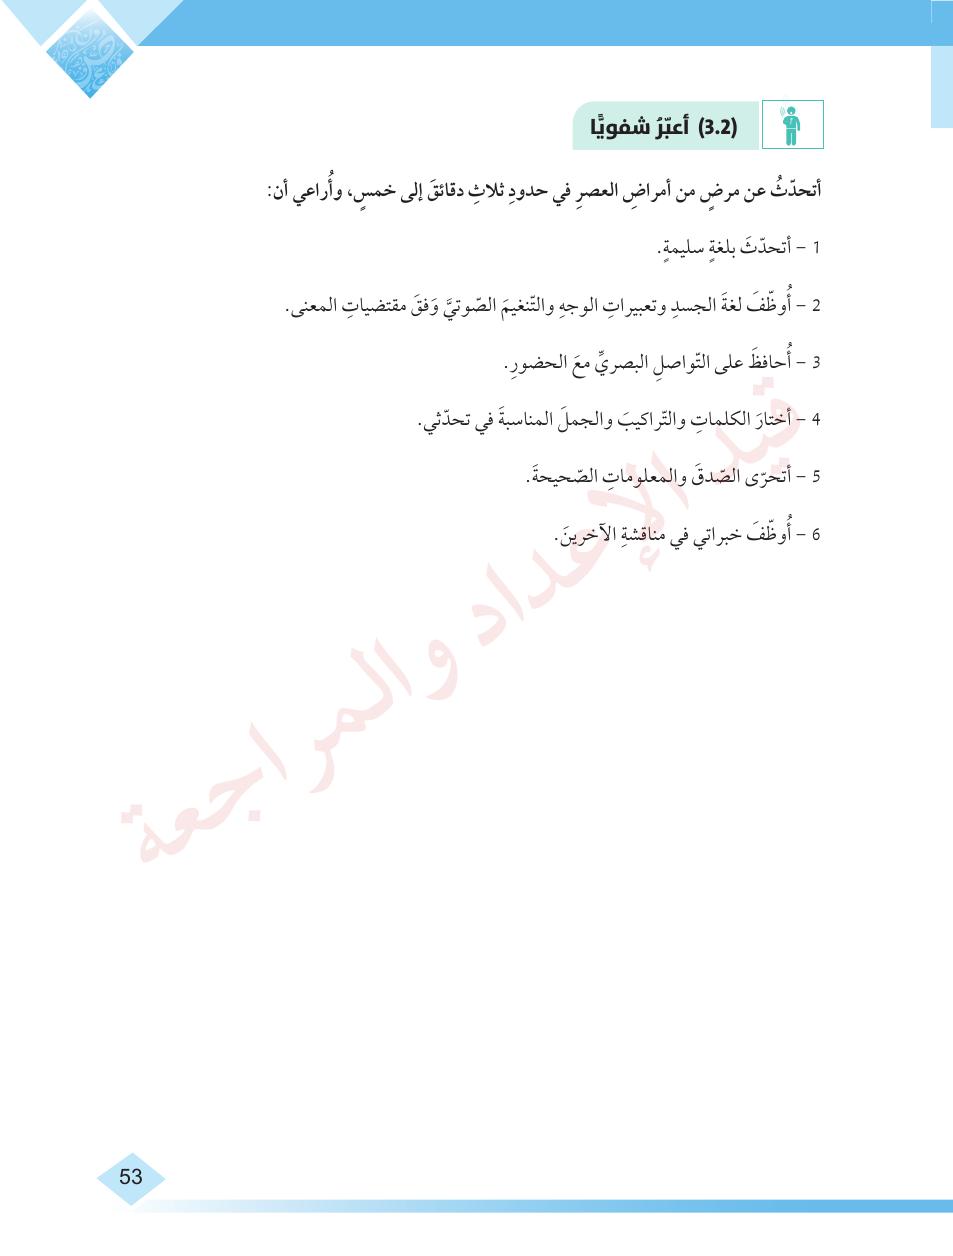 (3.2) أعبّرُ شفويًّا
أتحدّثُ عن مرضٍ من أمراضِ العصرِ في حدودِ ثلاثِ دقائقَ إلى خمسٍ، وأُراعي أن:
1 – أتحدّثَ بلغةٍ سليمةٍ.
2 – أُوظّفَ لغةَ الجسدِ وتعبيراتِ الوجهِ والتّنغيمَ الصّوتيَّ وَفقَ مقتضياتِ المعنى.
3 – أُحافظَ على التّواصلِ البصريِّ معَ الحضورِ.
4 – أختارَ الكلماتِ والتّراكيبَ والجملَ المناسبةَ في تحدّثي.
5 – أتحرّى الصّدقَ والمعلوماتِ الصّحيحةَ.
6 – أُوظّفَ خبراتي في مناقشةِ الآخرينَ.
قيد الإعداد والمراجعة
53